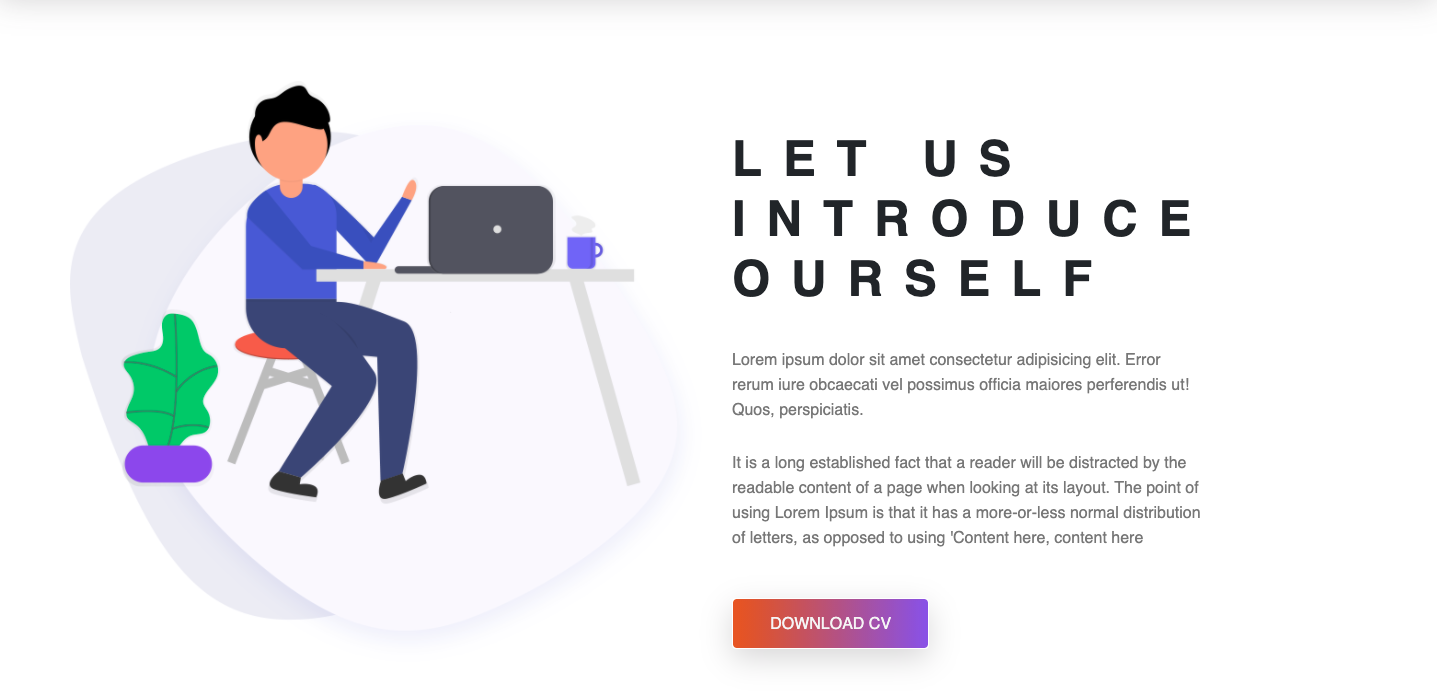 LET US
INTRODUCE
OURSELF
Lorem ipsum dolor sit amet consectetur adipisicing elit. Error
rerum iure obcaecati vel possimus officia maiores perferendis ut!
Quos, perspiciatis.
It is a long established fact that a reader will be distracted by the
readable content of a page when looking at its layout. The point of
using Lorem Ipsum is that it has a more-or-less normal distribution
of letters, as opposed to using 'Content here, content here
DOWNLOAD CV